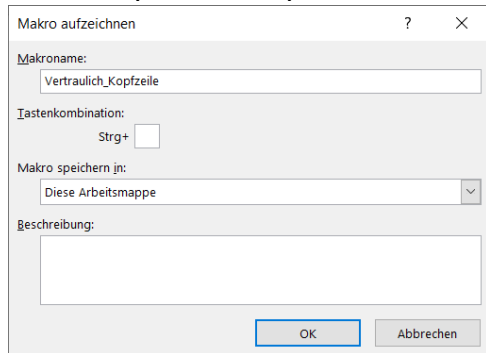 Makro aufzeichnen ? ×
Makroname:
Vertraulich_Kopfzeile
Tastenkombination:
Strg+
Makro speichern in:
Diese Arbeitsmappe
Beschreibung:
OK Abbrechen